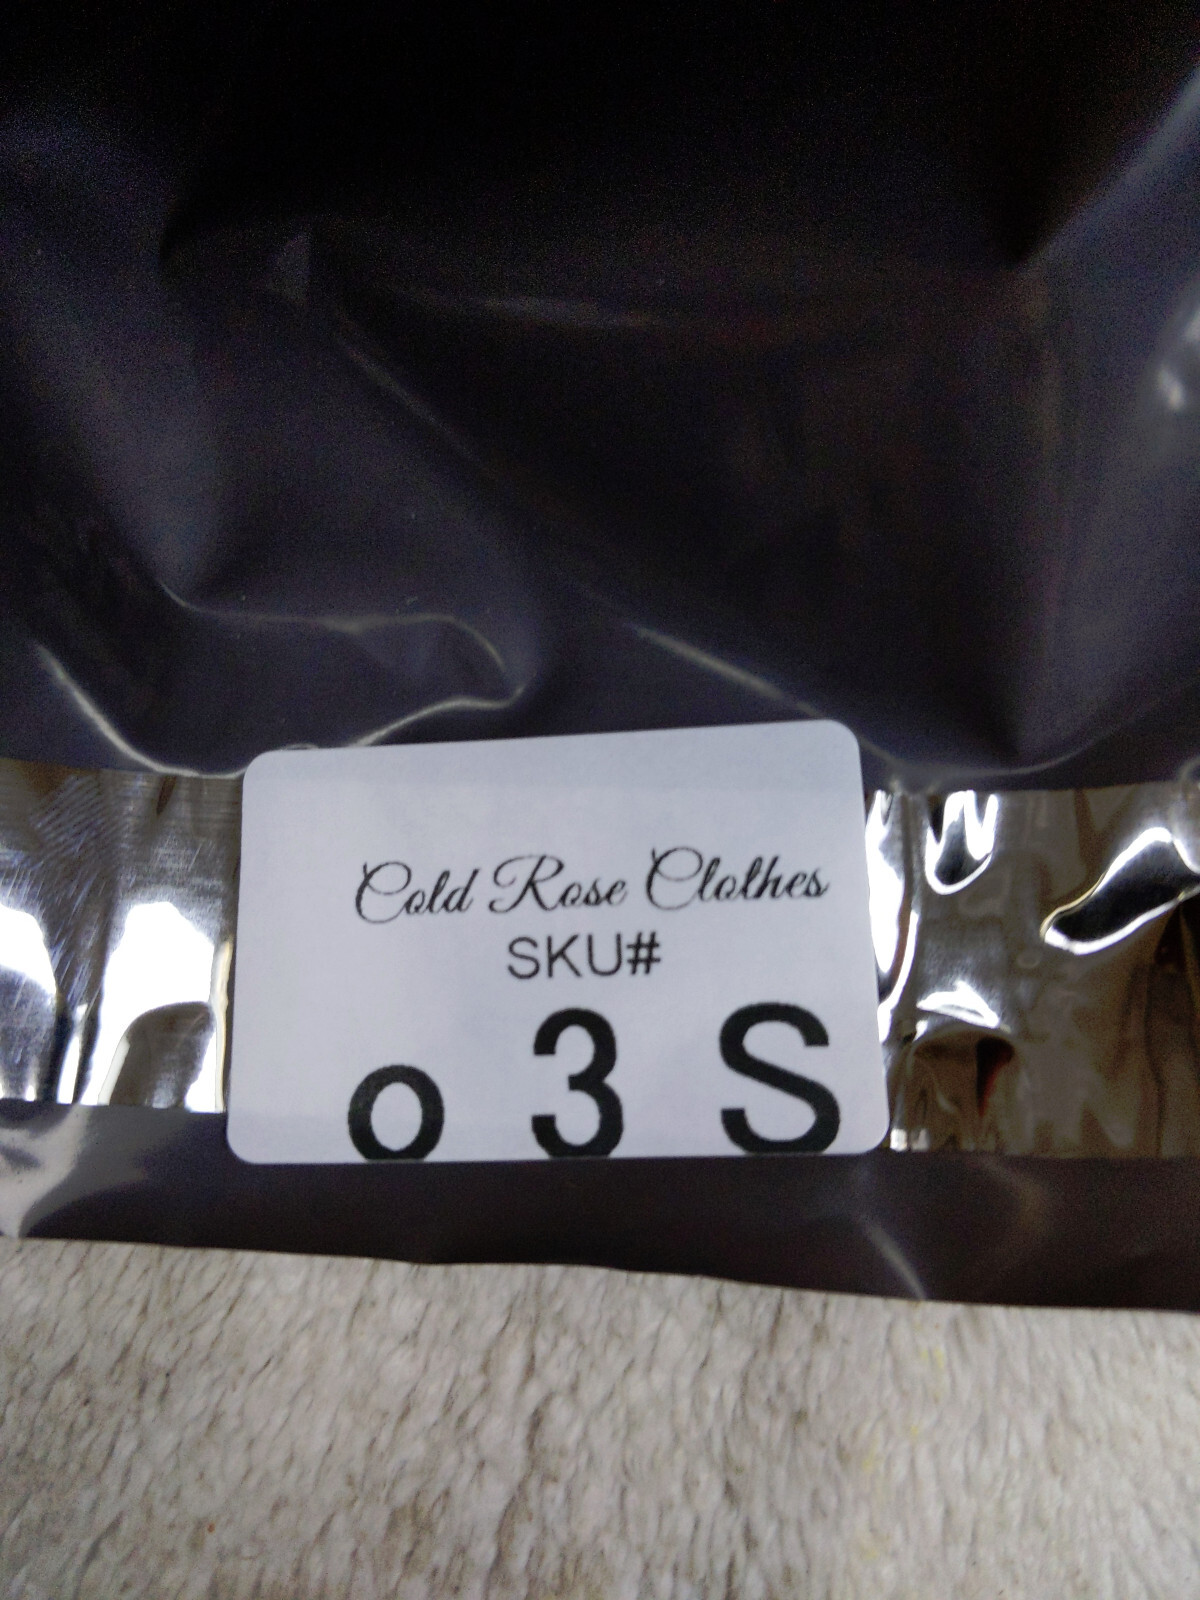 Cold Rose Clothes
SKU#
o 3 S